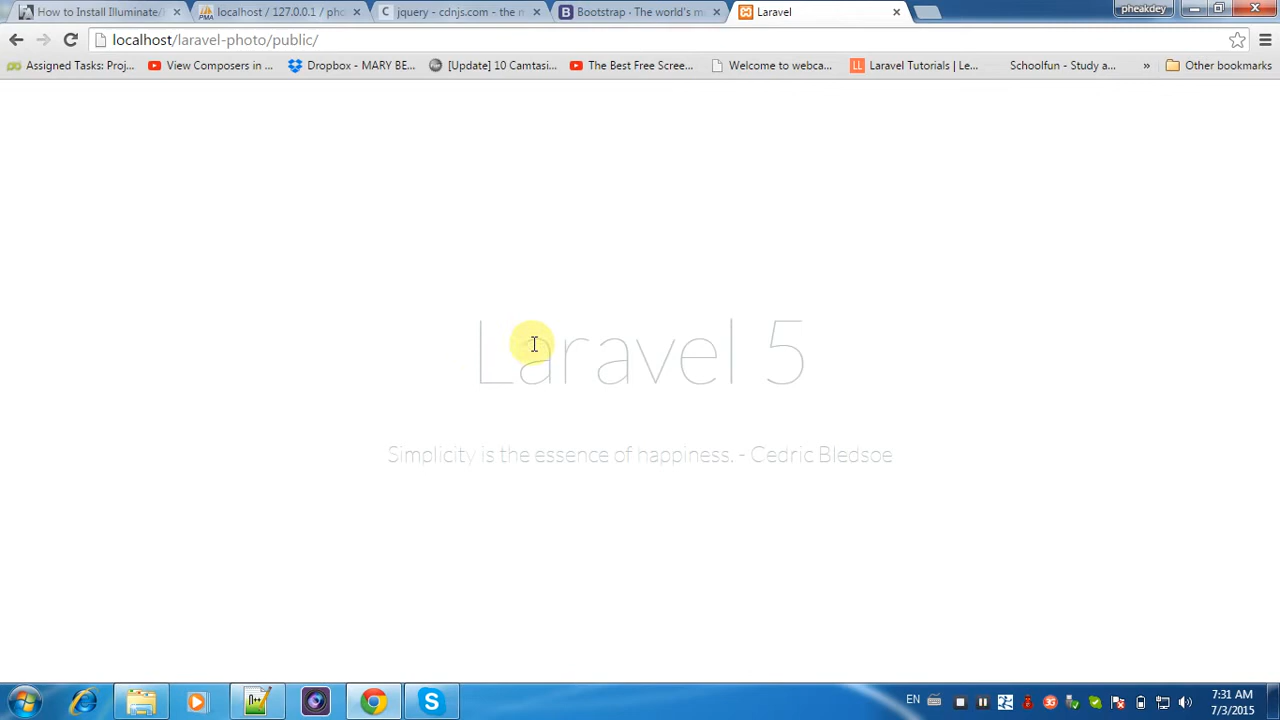 How to Install Illuminate/
localhost / 127.0.0.1 / pho
jquery - cdnjs.com - the m
Bootstrap · The world's m
Laravel
pheakdey
localhost/laravel-photo/public/
Assigned Tasks: Proj...
View Composers in ...
Dropbox - MARY BE...
[Update] 10 Camtasi...
The Best Free Scree...
Welcome to webca...
Laravel Tutorials | Le...
Schoolfun - Study a...
»
Other bookmarks
Laravel 5
Simplicity is the essence of happiness. - Cedric Bledsoe
EN
7:31 AM
7/3/2015